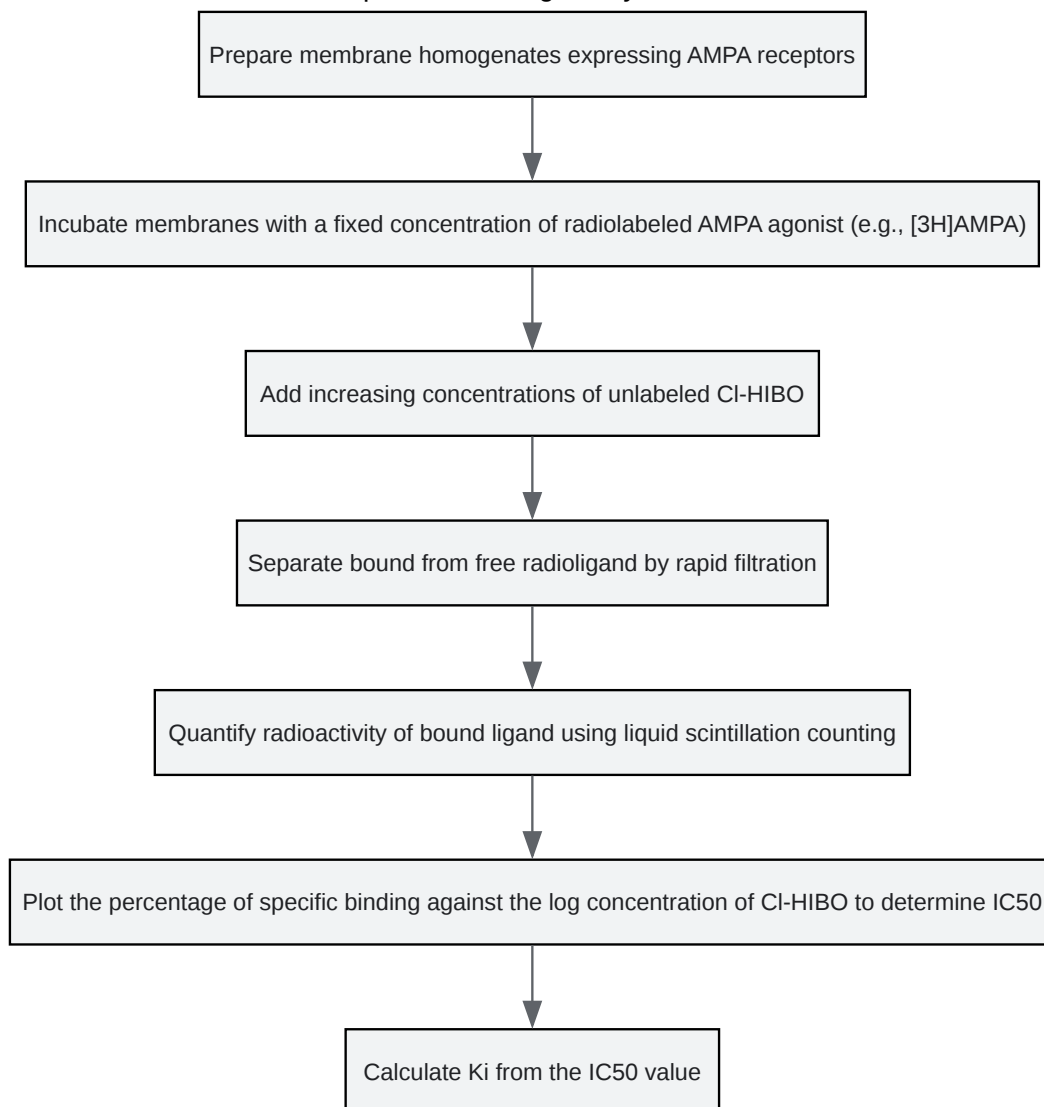 Prepare membrane homogenates expressing AMPA receptors
Incubate membranes with a fixed concentration of radiolabeled AMPA agonist (e.g., [3H]AMPA)
Add increasing concentrations of unlabeled Cl-HIBO
Separate bound from free radioligand by rapid filtration
Quantify radioactivity of bound ligand using liquid scintillation counting
Plot the percentage of specific binding against the log concentration of Cl-HIBO to determine IC50
Calculate Ki from the IC50 value